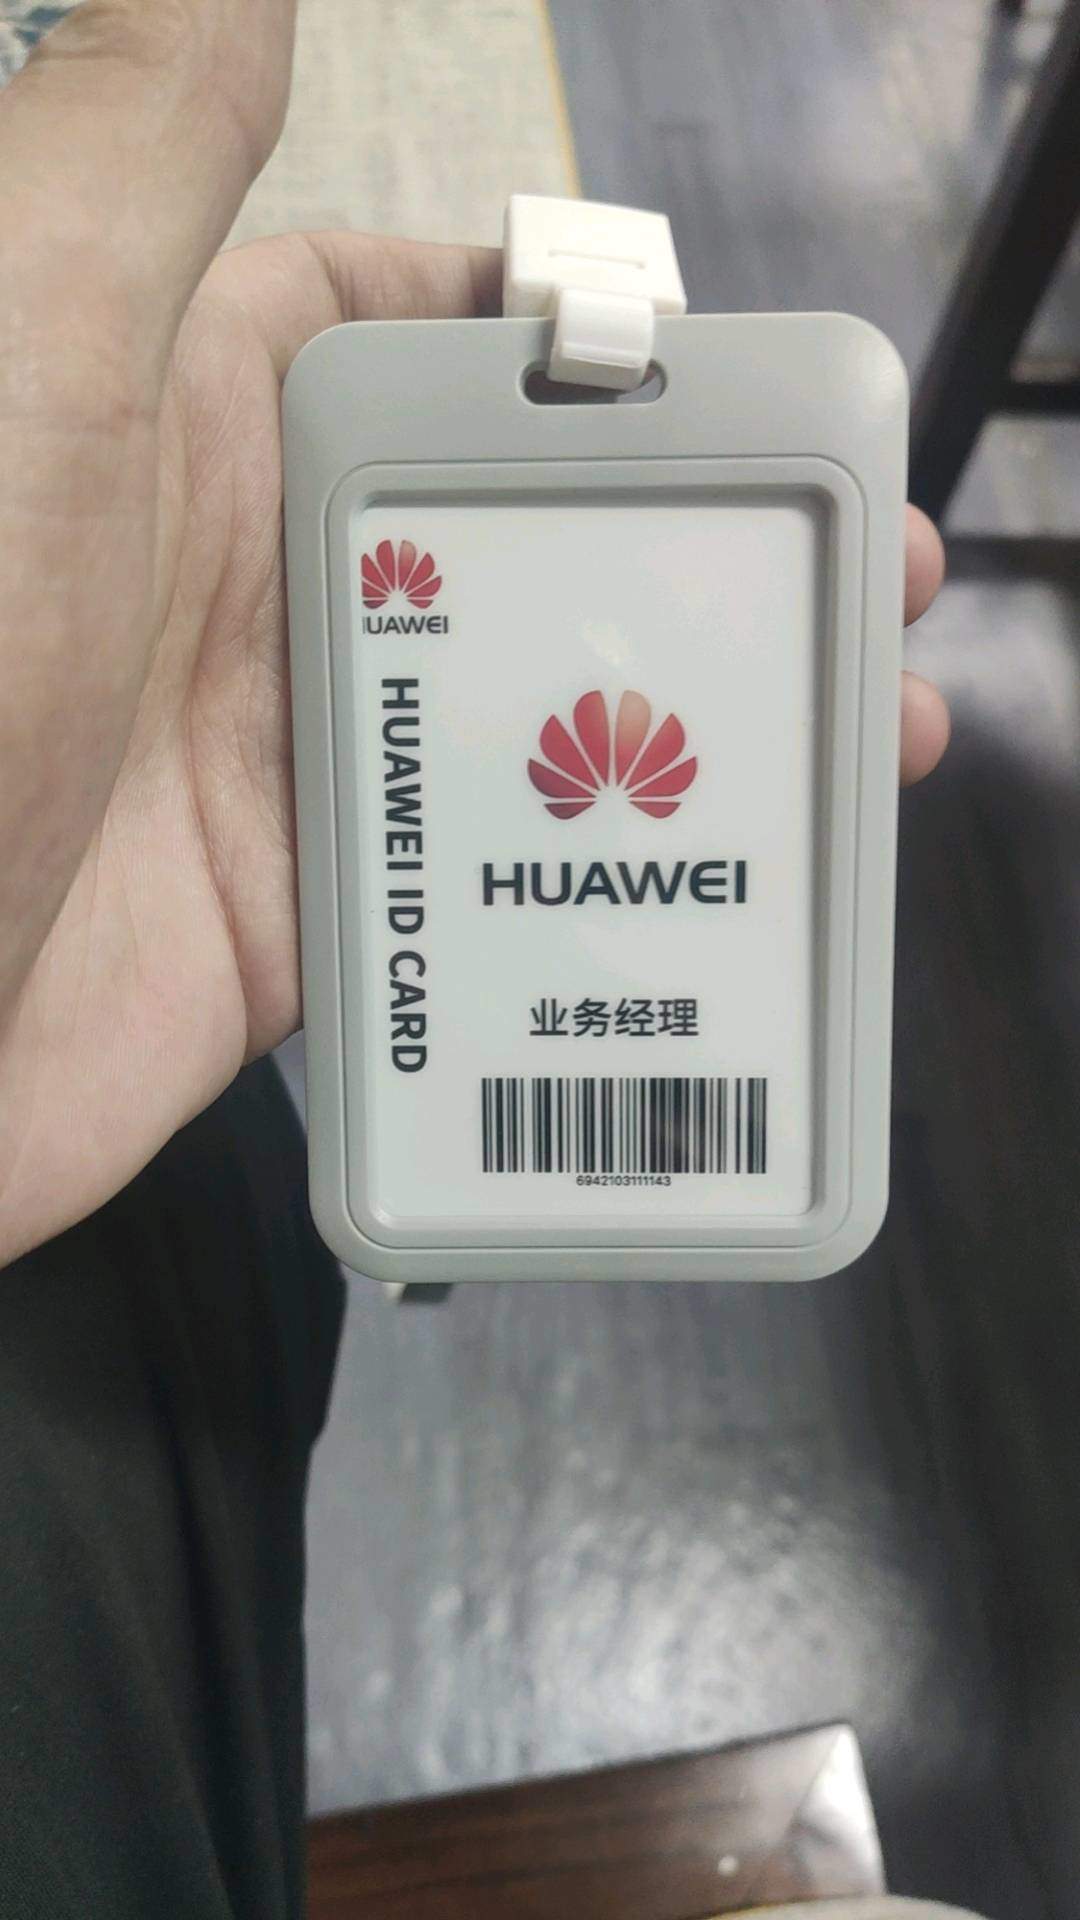 HUAWEI
HUAWEI ID CARD
HUAWEI
业务经理
6942103111143